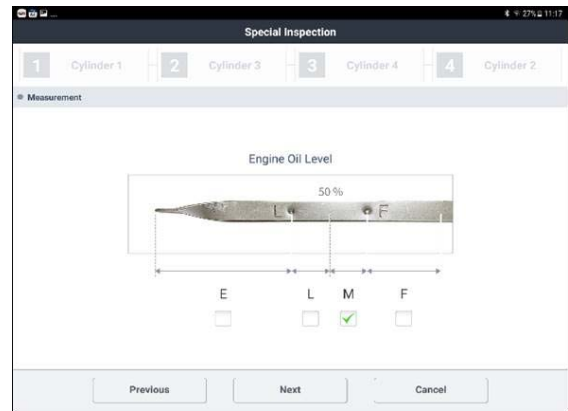 27% 11:17
Special Inspection
1 Cylinder 1 2 Cylinder 3 3 Cylinder 4 4 Cylinder 2
Measurement
Engine Oil Level
50 %
L F
E L M F
Previous Next Cancel